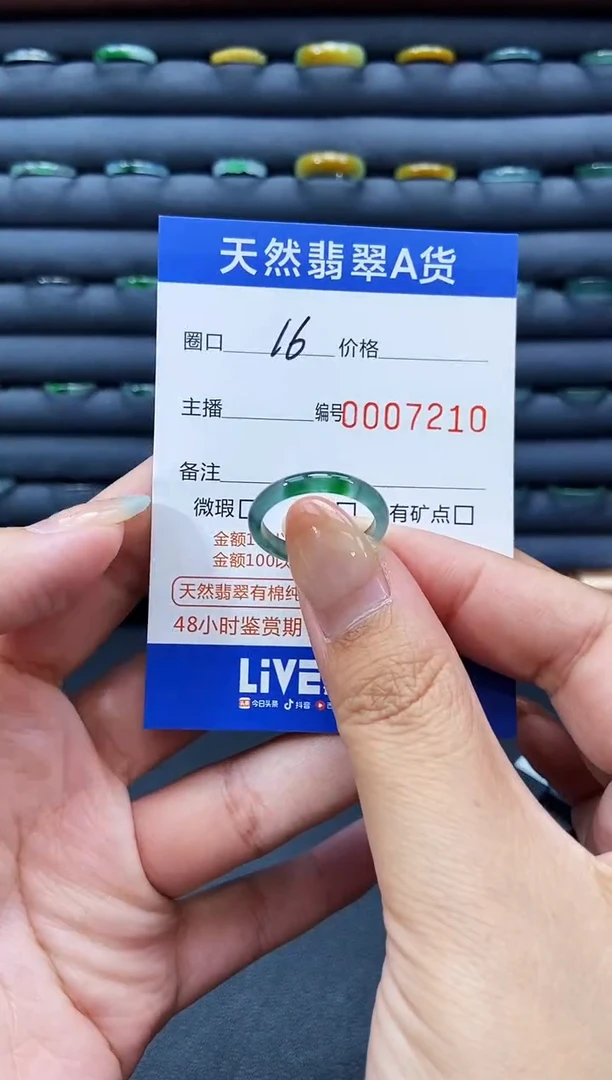 天然翡翠A货
圈口 16 价格
主播 编号0007210
备注
微瑕 有矿点
金额1
金额100以
天然翡翠有棉纯
48小时鉴赏期
LiVE
今日头条 抖音